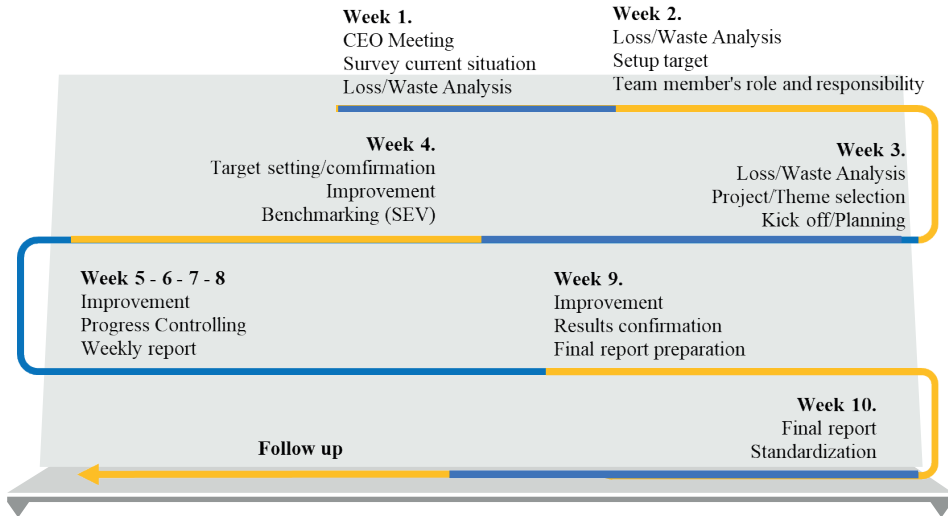 Week 1.
CEO Meeting
Survey current situation
Loss/Waste Analysis
Week 2.
Loss/Waste Analysis
Setup target
Team member's role and responsibility
Week 3.
Loss/Waste Analysis
Project/Theme selection
Kick off/Planning
Week 4.
Target setting/comfirmation
Improvement
Benchmarking (SEV)
Week 5 - 6 - 7 - 8
Improvement
Progress Controlling
Weekly report
Week 9.
Improvement
Results confirmation
Final report preparation
Week 10.
Final report
Standardization
Follow up